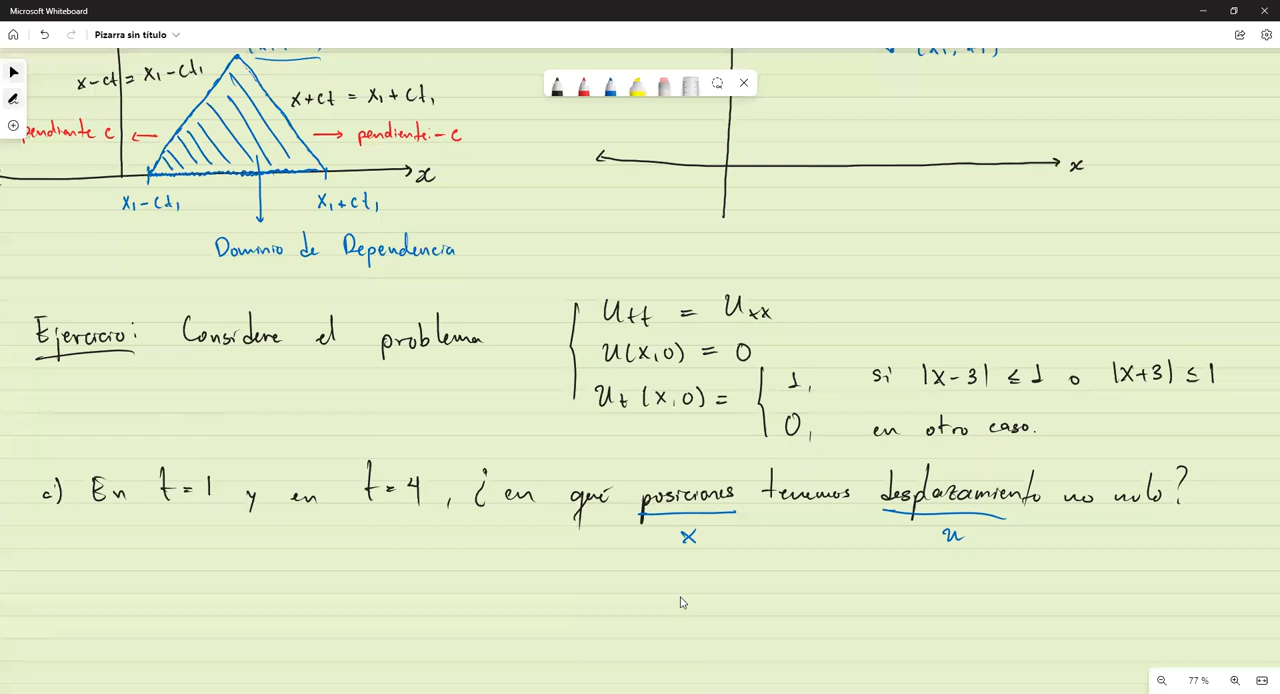 Microsoft Whiteboard
Pizarra sin título
x-ct = x₁-ct₁
x+ct = x₁+ct₁
pendiente c
pendiente: -c
x
x₁-ct₁
x₁+ct₁
Dominio de Dependencia
x
Ejercicio: Considere el problema
u_tt = u_xx
u(x,0) = 0
u_t(x,0) = { 1, si |x-3| ≤ 1 o |x+3| ≤ 1
0, en otro caso.
a) En t=1 y en t=4, ¿en qué posiciones tenemos desplazamiento no nulo?
x
u
77 %